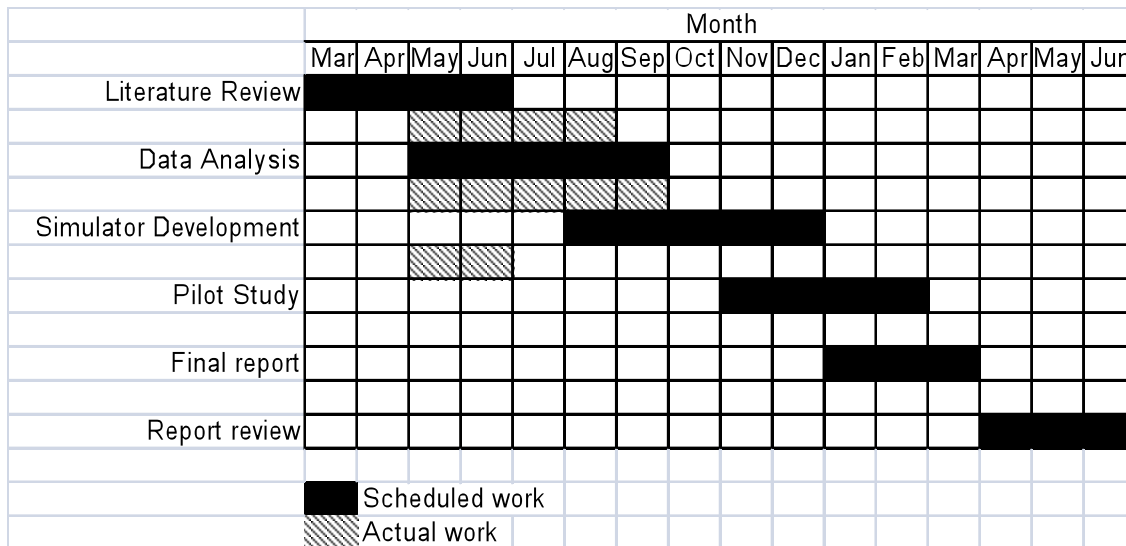 Month
Mar Apr May Jun Jul Aug Sep Oct Nov Dec Jan Feb Mar Apr May Jun
Literature Review
Data Analysis
Simulator Development
Pilot Study
Final report
Report review
Scheduled work
Actual work